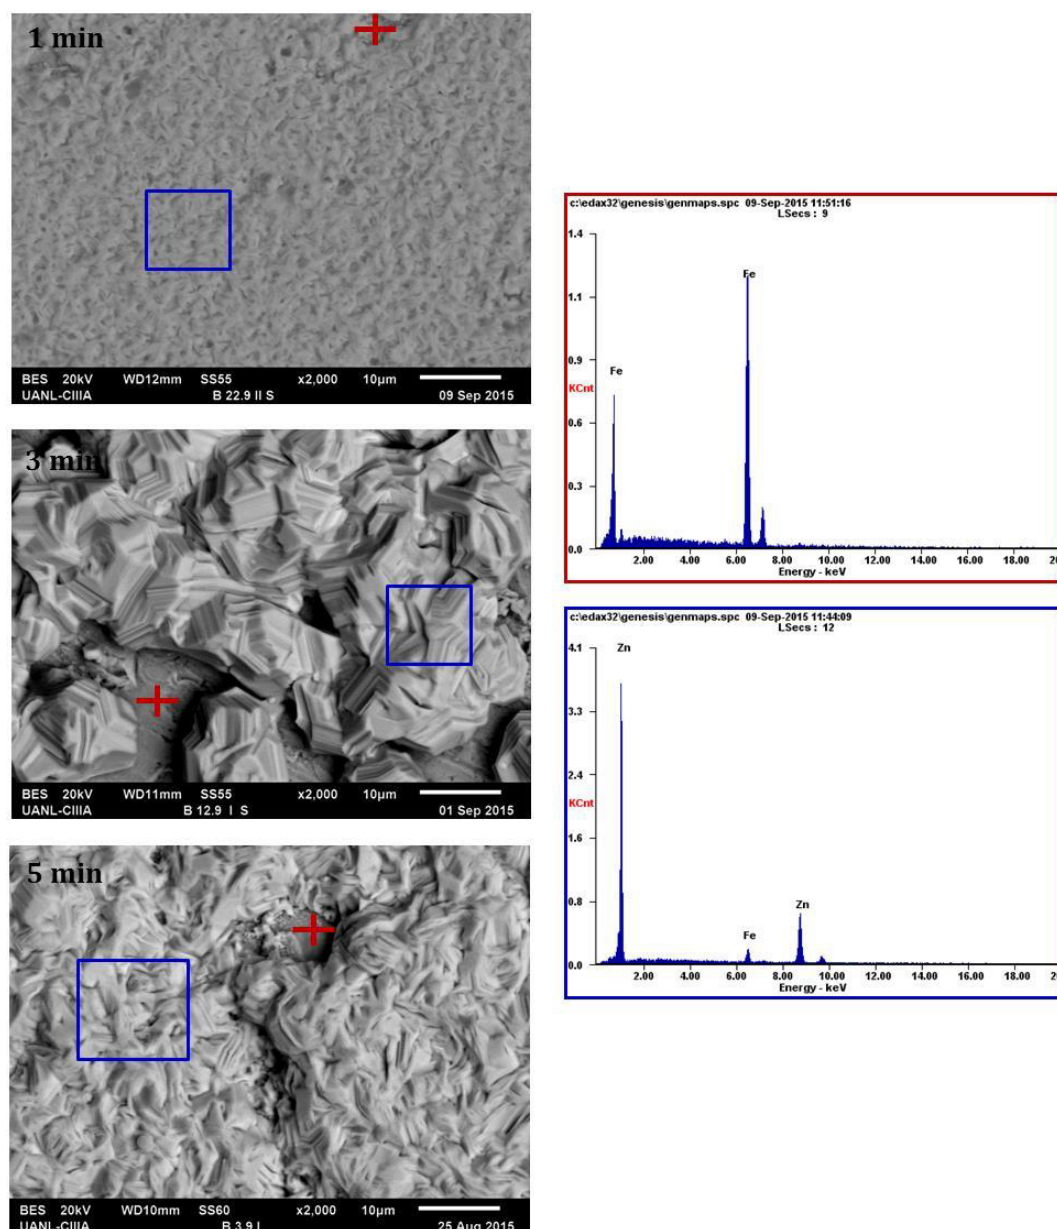 1 min
BES 20kV WD12mm SS55 x2,000 10µm
UANL-CIIIA B 22.9 II S 09 Sep 2015
3 min
BES 20kV WD11mm SS55 x2,000 10µm
UANL-CIIIA B 12.9 I S 01 Sep 2015
5 min
BES 20kV WD10mm SS60 x2,000 10µm
UANL-CIIIA B 3.9 I 25 Aug 2015
c:\edax32\genesis\genmaps.spc 09-Sep-2015 11:51:16
LSecs : 9
1.4
1.1
0.9
KCnt
0.6
0.3
0.0
Fe
Fe
2.00 4.00 6.00 8.00 10.00 12.00 14.00 16.00 18.00 20
Energy - keV
c:\edax32\genesis\genmaps.spc 09-Sep-2015 11:44:09
LSecs : 12
4.1
3.3
2.4
KCnt
1.6
0.8
0.0
Zn
Fe
Zn
2.00 4.00 6.00 8.00 10.00 12.00 14.00 16.00 18.00 20
Energy - keV